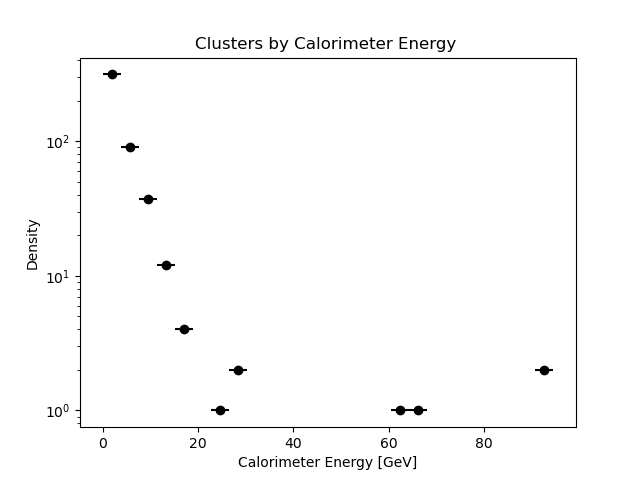 Clusters by Calorimeter Energy
Density
10²
10¹
10⁰
0 20 40 60 80
Calorimeter Energy [GeV]